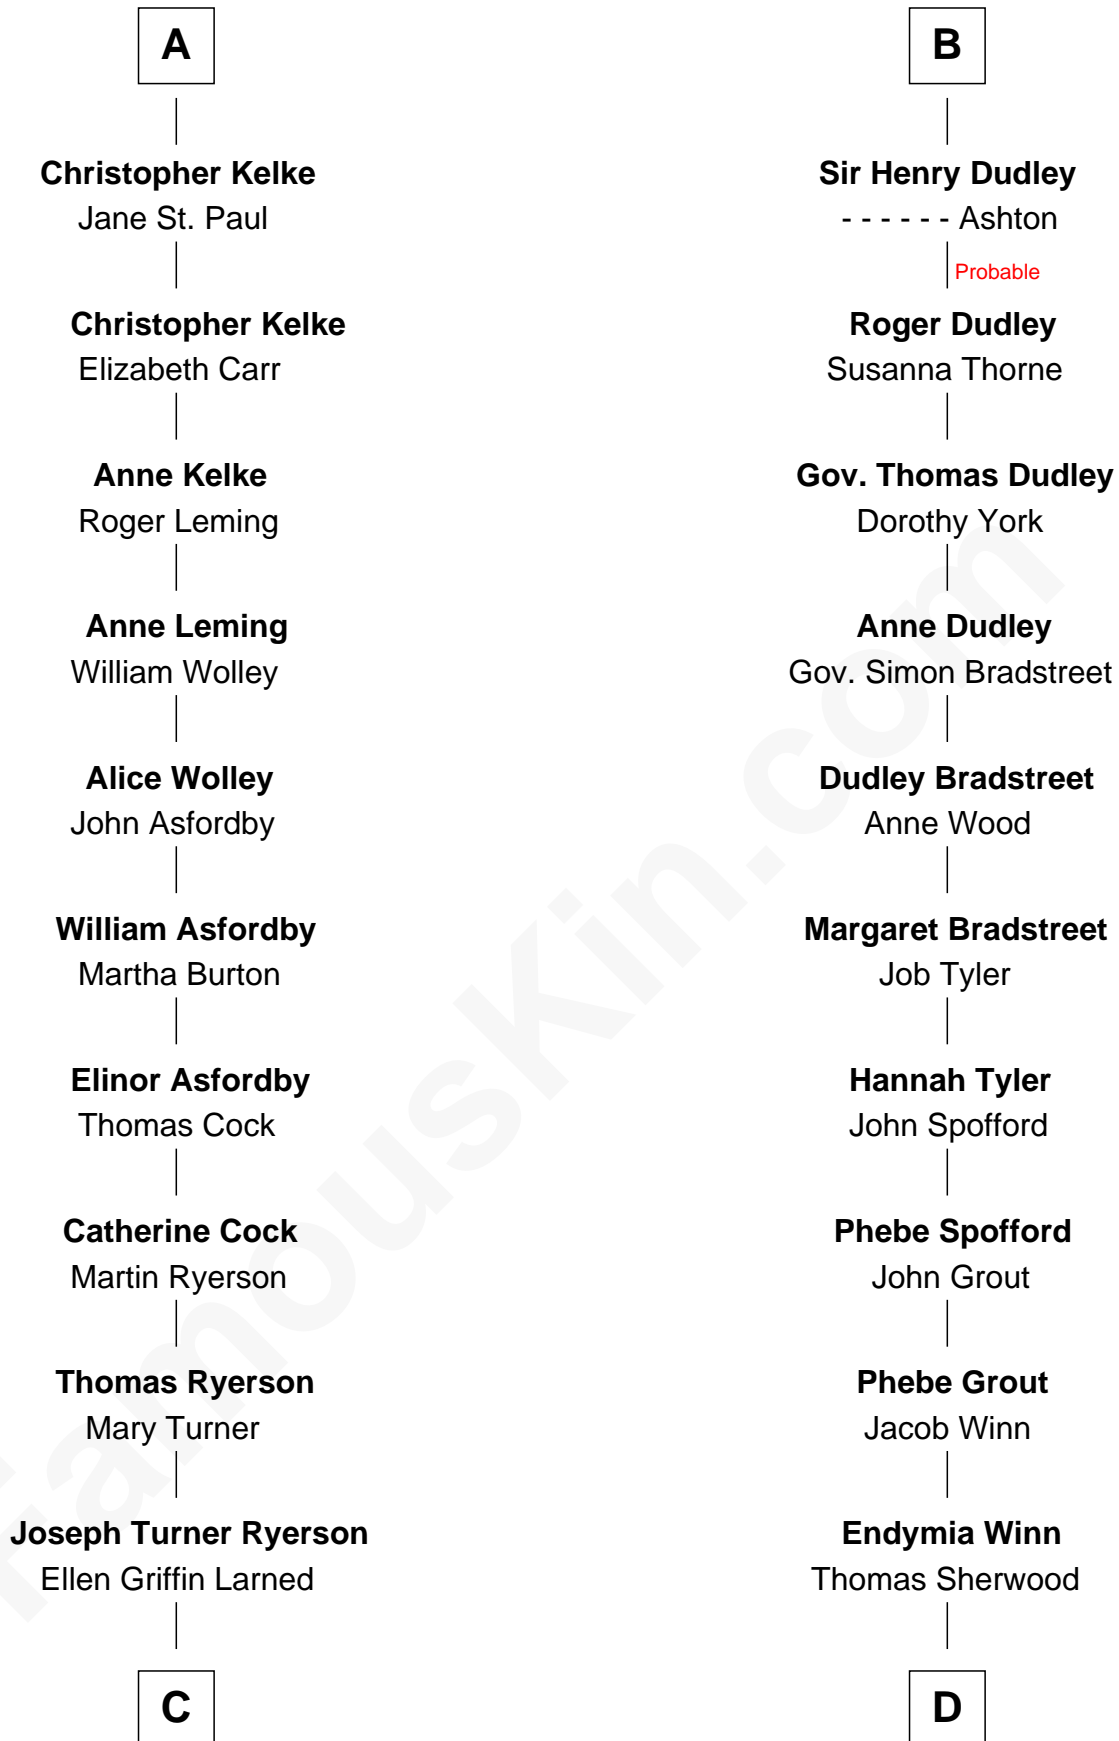 A
Christopher Kelke
Jane St. Paul
Christopher Kelke
Elizabeth Carr
Anne Kelke
Roger Leming
Anne Leming
William Wolley
Alice Wolley
John Asfordby
William Asfordby
Martha Burton
Elinor Asfordby
Thomas Cock
Catherine Cock
Martin Ryerson
Thomas Ryerson
Mary Turner
Joseph Turner Ryerson
Ellen Griffin Larned
C
B
Sir Henry Dudley
- - - - - - Ashton
Probable
Roger Dudley
Susanna Thorne
Gov. Thomas Dudley
Dorothy York
Anne Dudley
Gov. Simon Bradstreet
Dudley Bradstreet
Anne Wood
Margaret Bradstreet
Job Tyler
Hannah Tyler
John Spofford
Phebe Spofford
John Grout
Phebe Grout
Jacob Winn
Endymia Winn
Thomas Sherwood
D
FamousKin.com